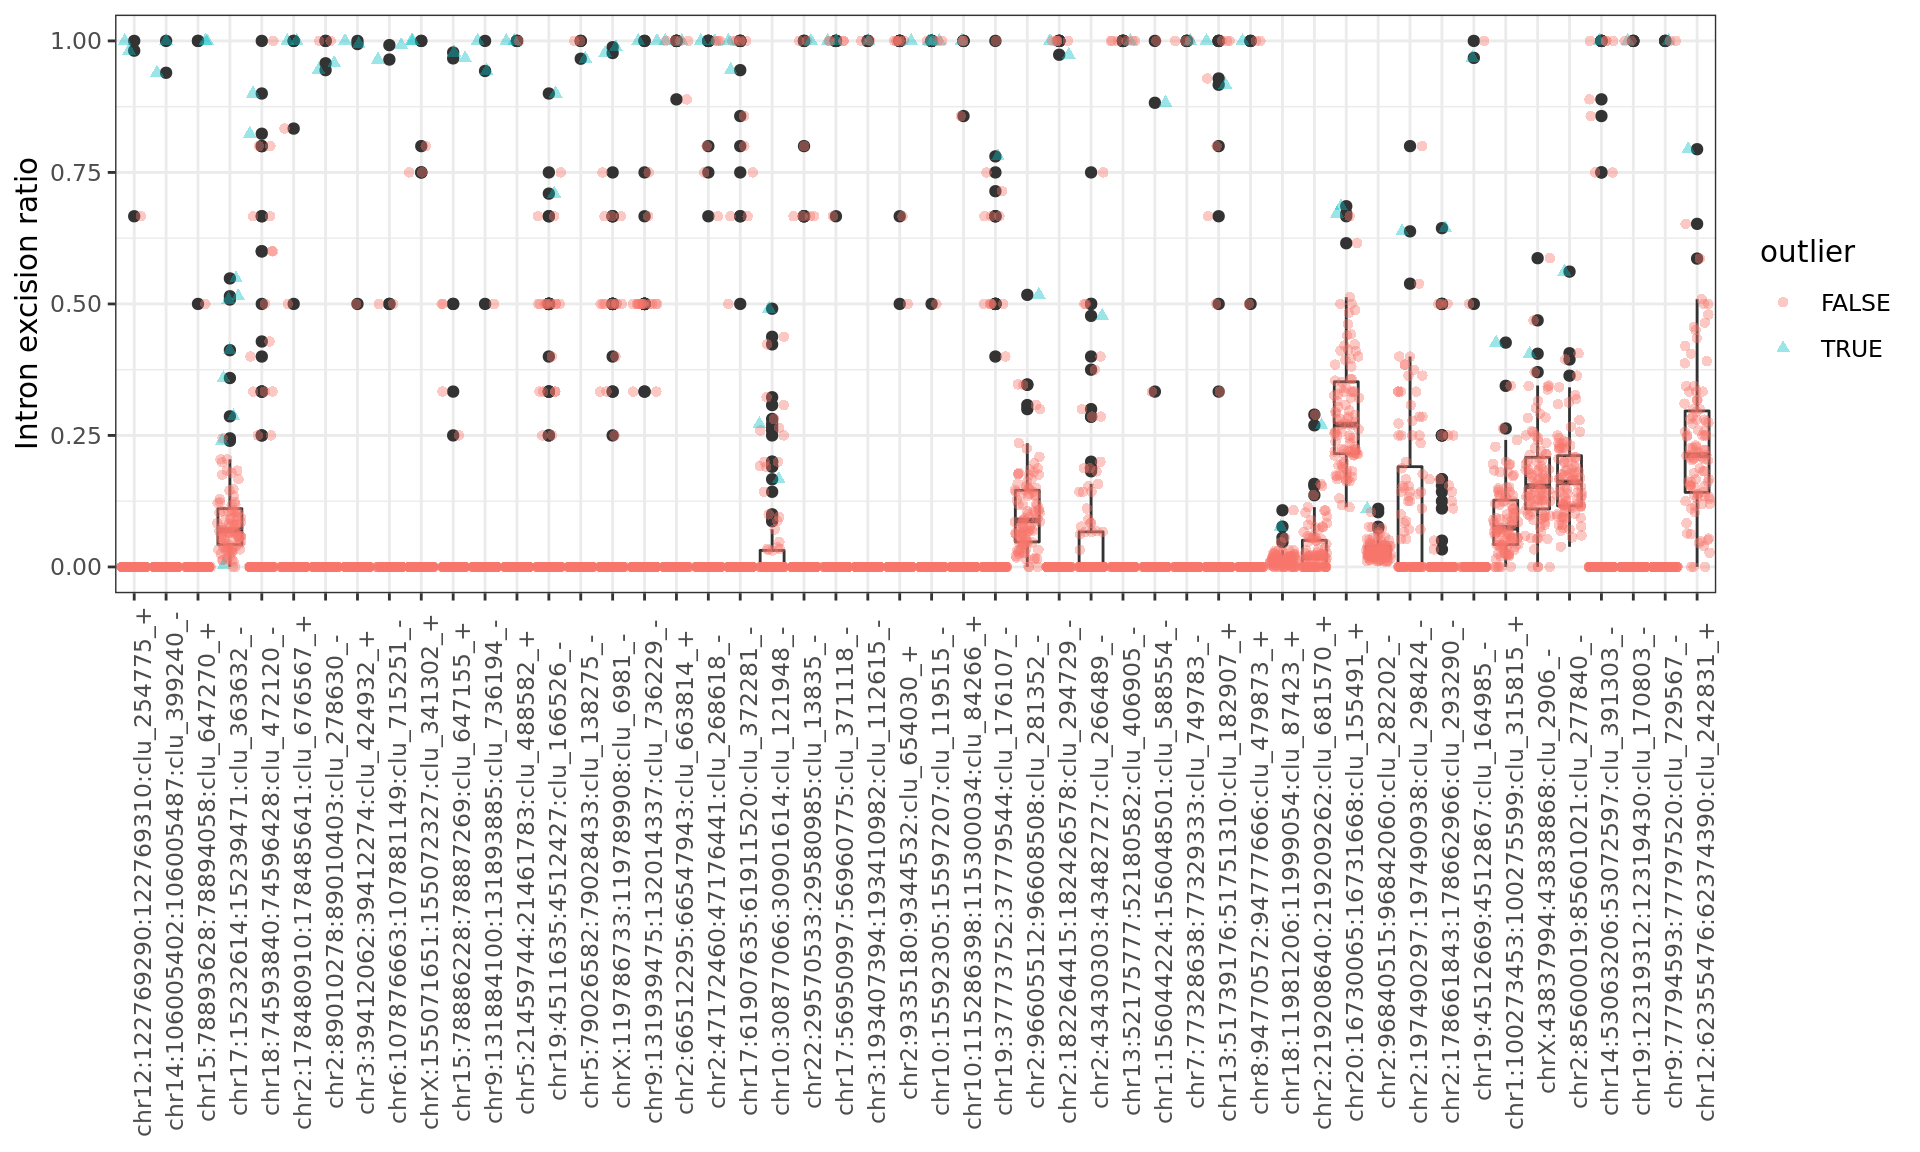 1.00
0.75
0.50
0.25
0.00
Intron excision ratio
outlier
FALSE
TRUE
chr12:122769290:122769310:clu_254775_+
chr14:106005402:106005487:clu_399240_-
chr15:78893628:78894058:clu_647270_+
chr17:15232614:15239471:clu_363632_-
chr18:74593840:74596428:clu_472120_-
chr2:178480910:178485641:clu_676567_+
chr2:89010278:89010403:clu_278630_-
chr3:39412062:39412274:clu_424932_+
chr6:107876663:107881149:clu_715251_-
chrX:155071651:155072327:clu_341302_+
chr15:78886228:78887269:clu_647155_+
chr9:131884100:131893885:clu_736194_-
chr5:21459744:21461783:clu_488582_+
chr19:4511635:4512427:clu_166526_-
chr5:79026582:79028433:clu_138275_-
chrX:119786733:119789908:clu_6981_-
chr9:131939475:132014337:clu_736229_-
chr2:66512295:66547943:clu_663814_+
chr2:47172460:47176441:clu_268618_-
chr17:61907635:61911520:clu_372281_-
chr10:30877066:30901614:clu_121948_-
chr22:29570533:29580985:clu_13835_-
chr17:56950997:56960775:clu_371118_-
chr3:193407394:193410982:clu_112615_-
chr2:9335180:9344532:clu_654030_+
chr10:15592305:15597207:clu_119515_-
chr10:115286398:115300034:clu_84266_+
chr19:37773752:37779544:clu_176107_-
chr2:96605512:96608508:clu_281352_-
chr2:182264415:182426578:clu_294729_-
chr2:43430303:43482727:clu_266489_-
chr13:52175777:52180582:clu_406905_-
chr1:156044224:156048501:clu_588554_-
chr7:77328638:77329333:clu_749783_-
chr13:51739176:51751310:clu_182907_+
chr8:94770572:94777666:clu_479873_+
chr18:11981206:11999054:clu_874223_+
chr2:219208640:219209262:clu_681570_+
chr20:16730065:16731668:clu_155491_+
chr2:96840515:96842060:clu_282202_-
chr2:197490297:197490938:clu_298424_-
chr2:178661843:178662966:clu_293290_-
chr19:4512669:4512867:clu_164985_-
chr1:100273453:100275599:clu_315815_+
chrX:43837994:43838868:clu_2906_-
chr2:85600019:85601021:clu_277840_-
chr14:53063206:53072597:clu_391303_-
chr19:12319312:12319430:clu_170803_-
chr9:77794593:77797520:clu_729567_-
chr12:62355476:62374390:clu_242831_+